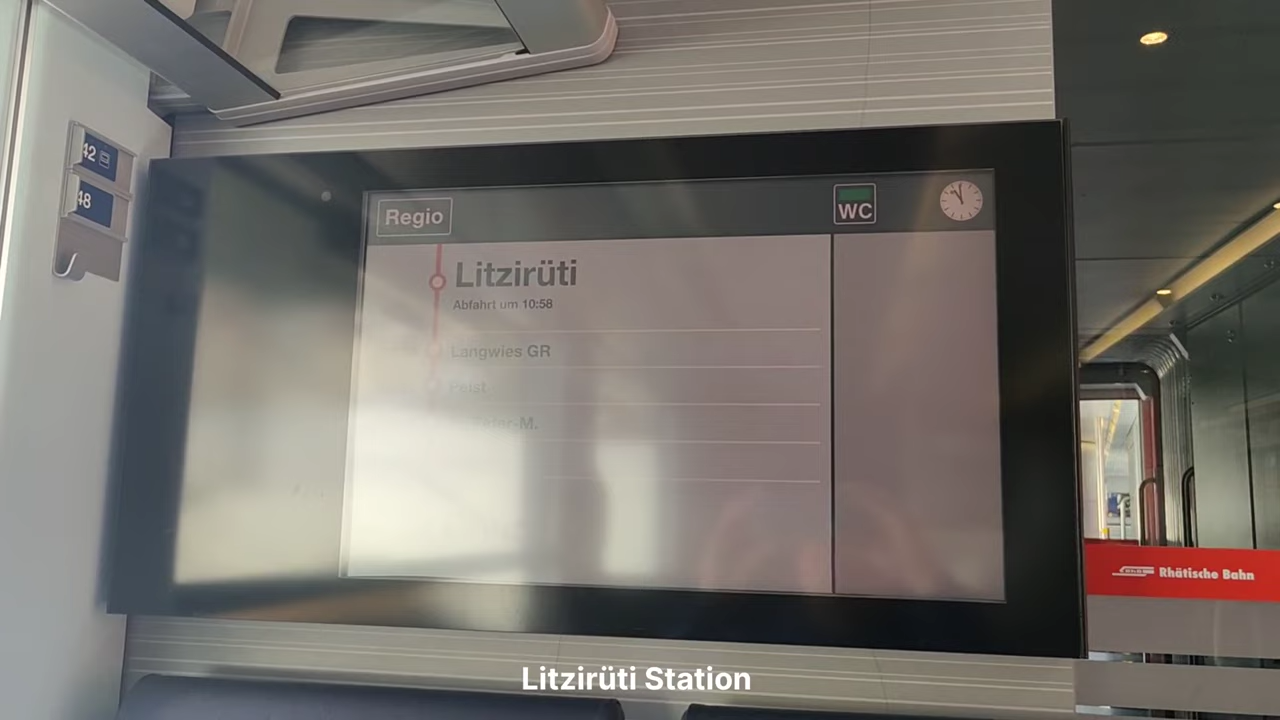 42
48
Regio
WC
Litzirüti
Abfahrt um 10:58
Langwies GR
Peist
Rhätische Bahn
Litzirüti Station